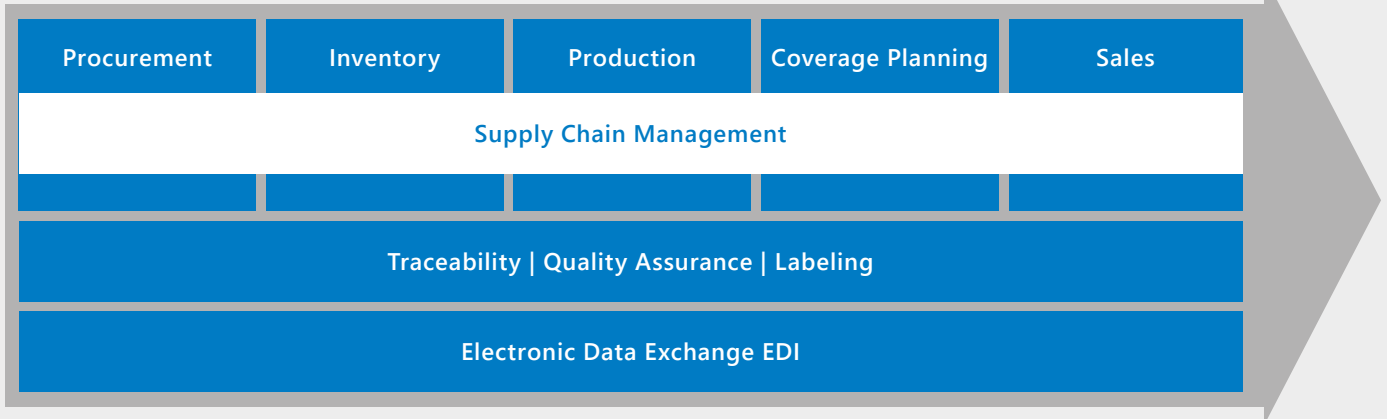 Procurement Inventory Production Coverage Planning Sales
Supply Chain Management
Traceability | Quality Assurance | Labeling
Electronic Data Exchange EDI